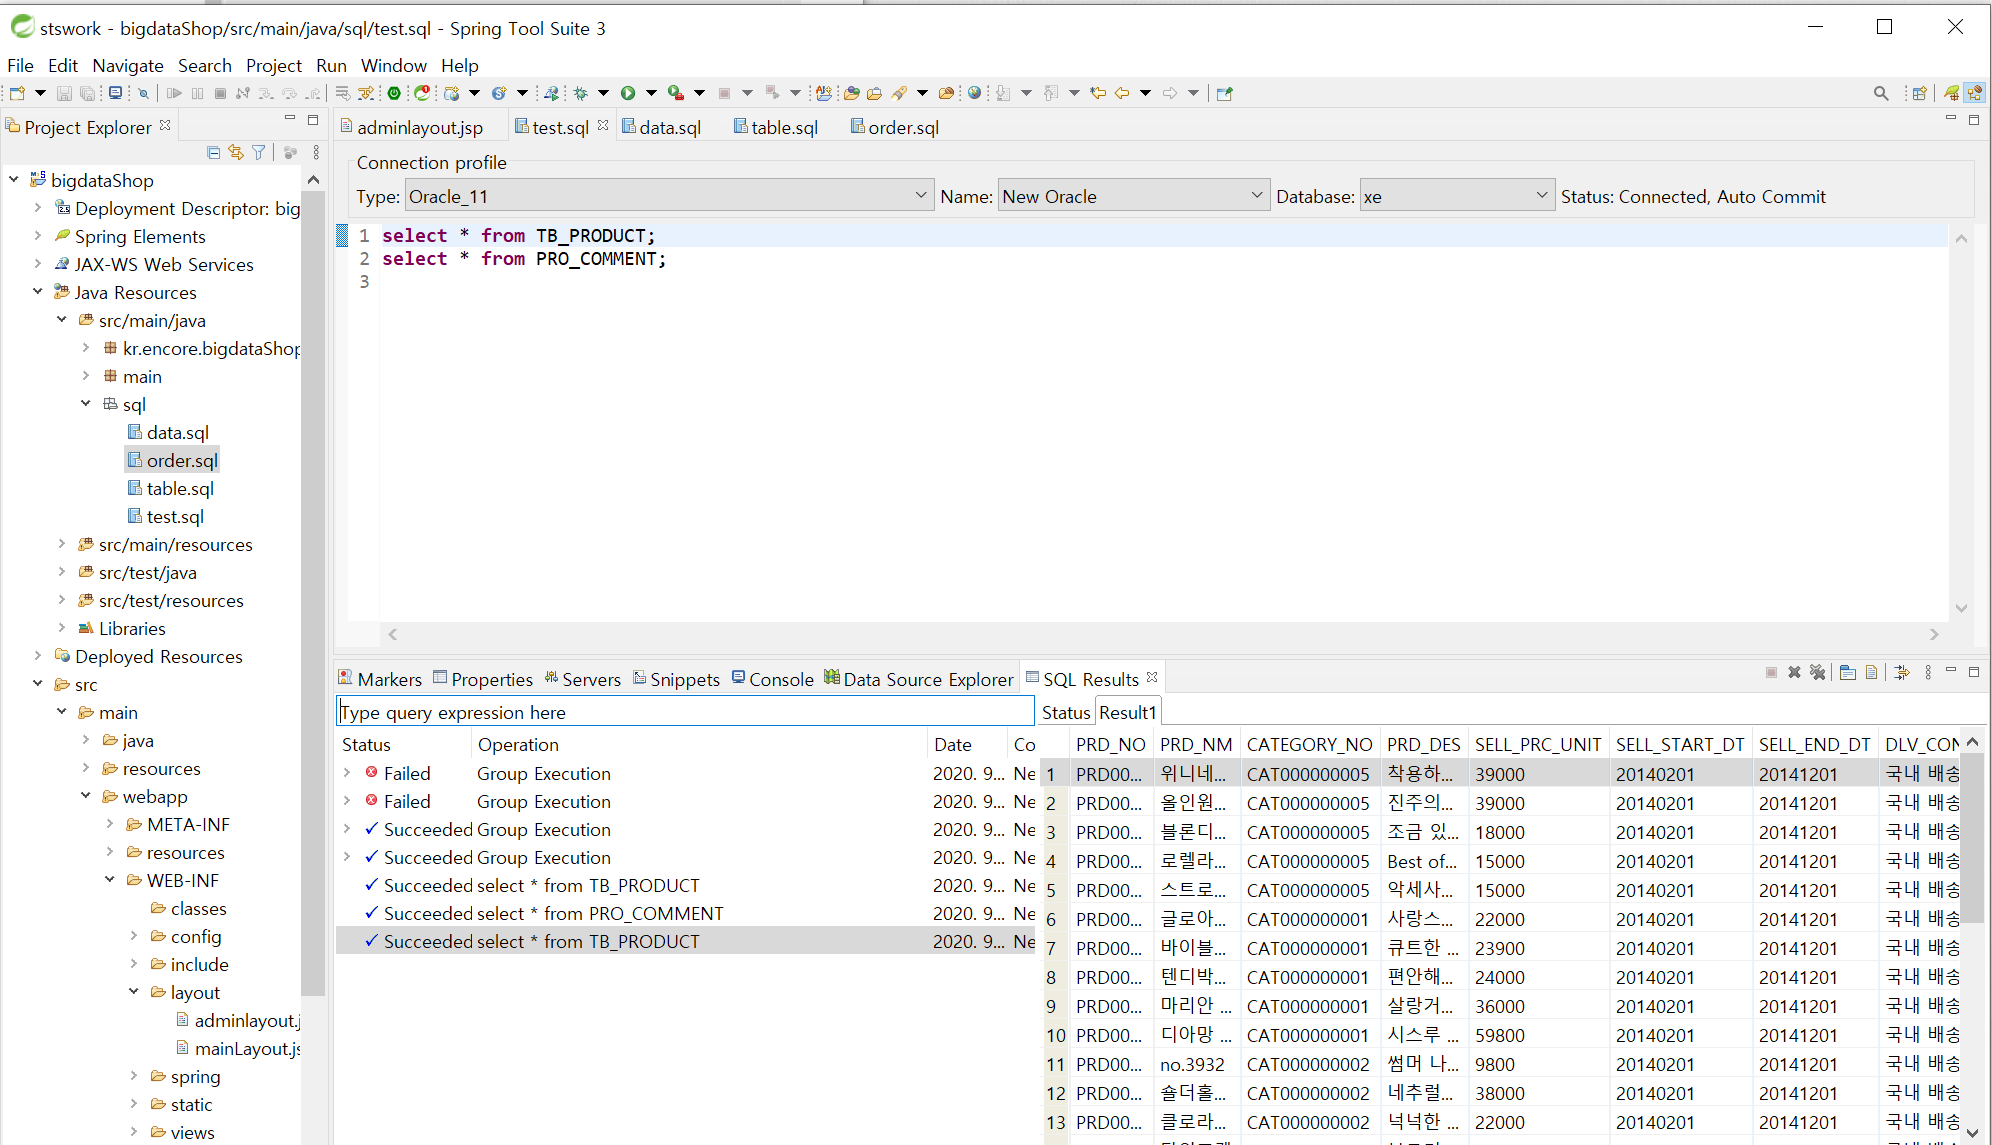 stswork - bigdataShop/src/main/java/sql/test.sql - Spring Tool Suite 3
File Edit Navigate Search Project Run Window Help
Project Explorer
adminlayout.jsp test.sql data.sql table.sql order.sql
Connection profile
Type: Oracle_11 Name: New Oracle Database: xe Status: Connected, Auto Commit
1 select * from TB_PRODUCT;
2 select * from PRO_COMMENT;
3
bigdataShop
Deployment Descriptor: big
Spring Elements
JAX-WS Web Services
Java Resources
src/main/java
kr.encore.bigdataShop
main
sql
data.sql
order.sql
table.sql
test.sql
src/main/resources
src/test/java
src/test/resources
Libraries
Deployed Resources
src
main
java
resources
webapp
META-INF
resources
WEB-INF
classes
config
include
layout
adminlayout.j
mainLayout.js
spring
static
views
Markers Properties Servers Snippets Console Data Source Explorer SQL Results
Type query expression here
Status Operation Date Co
Failed Group Execution 2020. 9... Ne
Failed Group Execution 2020. 9... Ne
Succeeded Group Execution 2020. 9... Ne
Succeeded Group Execution 2020. 9... Ne
Succeeded select * from TB_PRODUCT 2020. 9... Ne
Succeeded select * from PRO_COMMENT 2020. 9... Ne
Succeeded select * from TB_PRODUCT 2020. 9... Ne
Status Result1
PRD_NO PRD_NM CATEGORY_NO PRD_DES SELL_PRC_UNIT SELL_START_DT SELL_END_DT DLV_CON
1 PRD00... 위니네... CAT000000005 착용하... 39000 20140201 20141201 국내 배송
2 PRD00... 올인원... CAT000000005 진주의... 39000 20140201 20141201 국내 배송
3 PRD00... 블론디... CAT000000005 조금 있... 18000 20140201 20141201 국내 배송
4 PRD00... 로렐라... CAT000000005 Best of... 15000 20140201 20141201 국내 배송
5 PRD00... 스트로... CAT000000005 악세사... 15000 20140201 20141201 국내 배송
6 PRD00... 글로아... CAT000000001 사랑스... 22000 20140201 20141201 국내 배송
7 PRD00... 바이블... CAT000000001 큐트한 ... 23900 20140201 20141201 국내 배송
8 PRD00... 텐디박... CAT000000001 편안해... 24000 20140201 20141201 국내 배송
9 PRD00... 마리안 ... CAT000000001 살랑거... 36000 20140201 20141201 국내 배송
10 PRD00... 디아망 ... CAT000000001 시스루 ... 59800 20140201 20141201 국내 배송
11 PRD00... no.3932 CAT000000002 썸머 나... 9800 20140201 20141201 국내 배송
12 PRD00... 숄더홀... CAT000000002 네추럴... 38000 20140201 20141201 국내 배송
13 PRD00... 클로라... CAT000000002 넉넉한 ... 22000 20140201 20141201 국내 배송